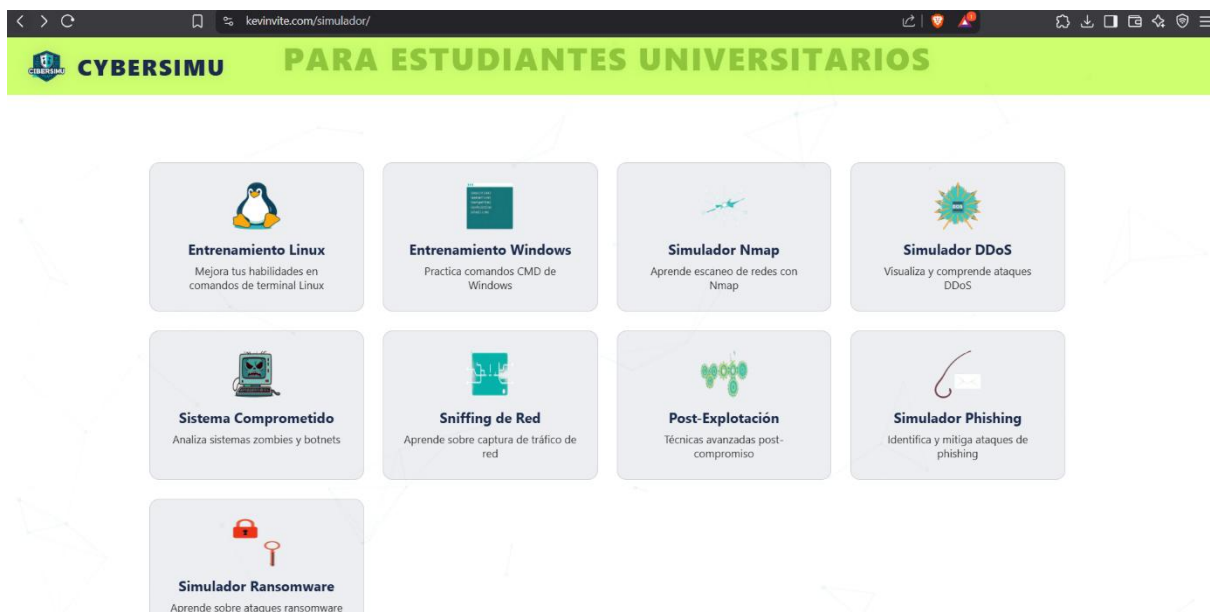 kevinvite.com/simulador/
CYBERSIMU
PARA ESTUDIANTES UNIVERSITARIOS
Entrenamiento Linux
Mejora tus habilidades en
comandos de terminal Linux
Entrenamiento Windows
Practica comandos CMD de
Windows
Simulador Nmap
Aprende escaneo de redes con
Nmap
Simulador DDoS
Visualiza y comprende ataques
DDoS
Sistema Comprometido
Analiza sistemas zombies y botnets
Sniffing de Red
Aprende sobre captura de tráfico de
red
Post-Explotación
Técnicas avanzadas post-
compromiso
Simulador Phishing
Identifica y mitiga ataques de
phishing
Simulador Ransomware
Aprende sobre ataques ransomware